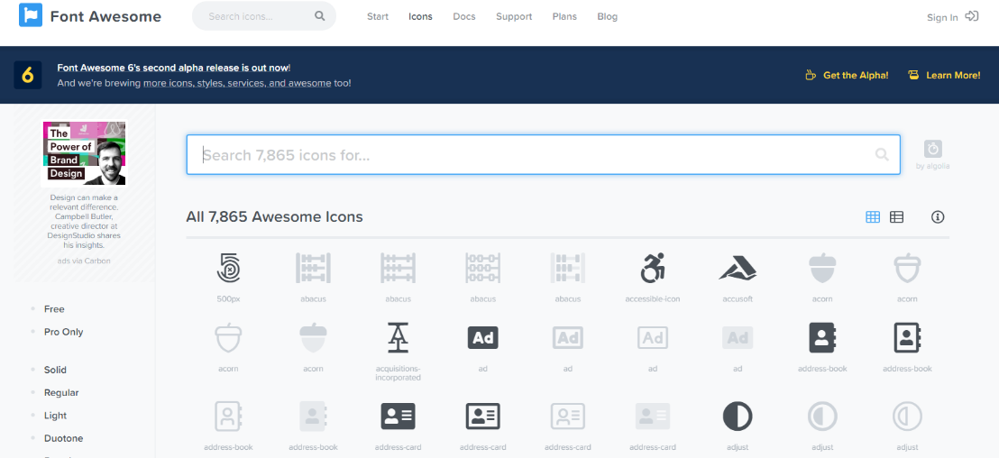 Font Awesome
Search icons...
Start
Icons
Docs
Support
Plans
Blog
Sign In
6
Font Awesome 6's second alpha release is out now!
And we're brewing more icons, styles, services, and awesome too!
Get the Alpha!
Learn More!
The
Power of
Brand
Design
Design can make a
relevant difference.
Campbell Butler,
creative director at
DesignStudio shares
his insights.
ads via Carbon
Free
Pro Only
Solid
Regular
Light
Duotone
Search 7,865 icons for...
by algolia
All 7,865 Awesome Icons
500px
abacus
abacus
abacus
abacus
accessible-icon
accusoft
acorn
acorn
acorn
acorn
acquisitions-
incorporated
Ad
ad
Ad
ad
Ad
ad
Ad
ad
address-book
address-book
address-book
address-book
address-card
address-card
address-card
address-card
adjust
adjust
adjust